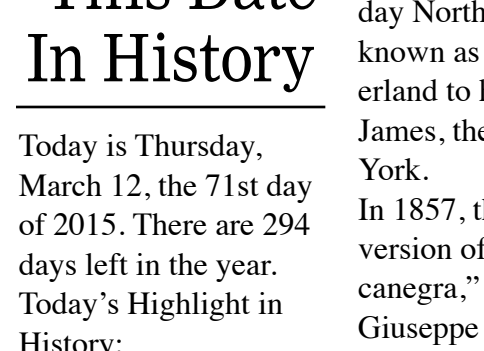 This Date
In History
Today is Thursday,
March 12, the 71st day
of 2015. There are 294
days left in the year.
Today's Highlight in
History:
day North
known as
erland to
James, the
York.
In 1857,
version of
canegra,”
Giuseppe